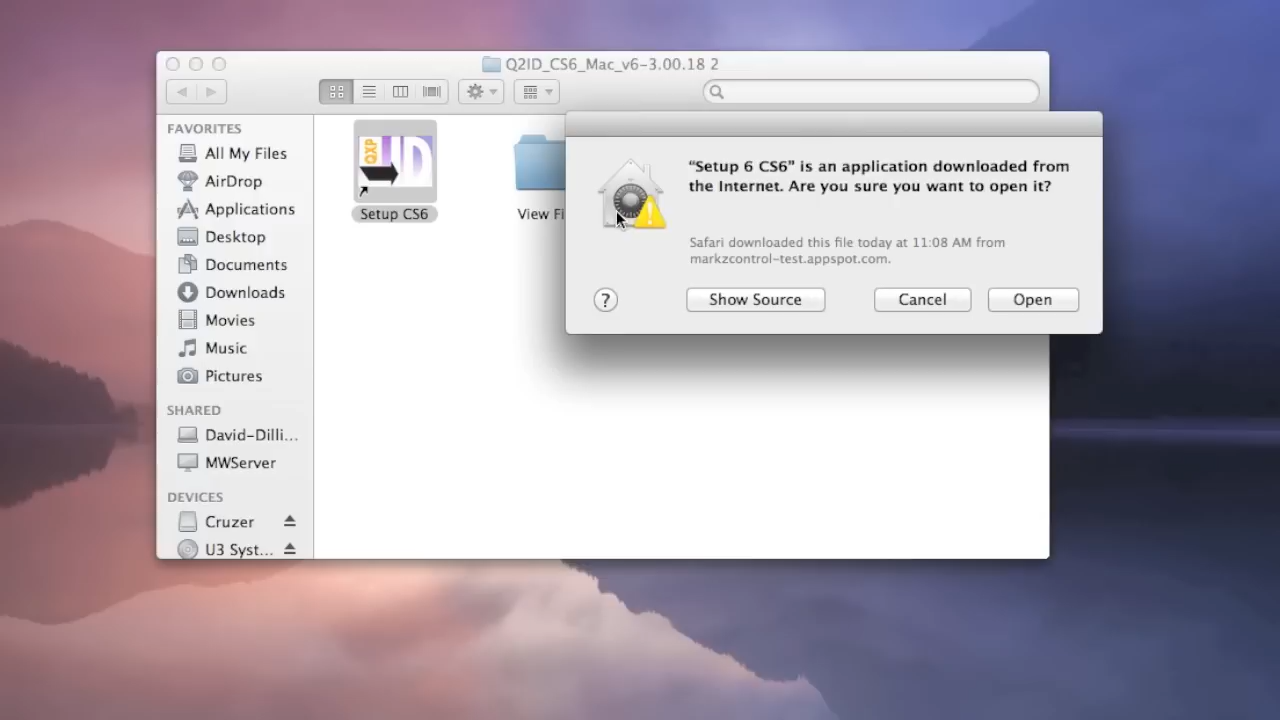 Q2ID_CS6_Mac_v6-3.00.18 2
FAVORITES
All My Files
AirDrop
Applications
Desktop
Documents
Downloads
Movies
Music
Pictures
SHARED
David-Dilli...
MWServer
DEVICES
Cruzer
U3 Syst...
QXP
ID
Setup CS6
View Fi
“Setup 6 CS6” is an application downloaded from
the Internet. Are you sure you want to open it?
Safari downloaded this file today at 11:08 AM from
markzcontrol-test.appspot.com.
?
Show Source
Cancel
Open